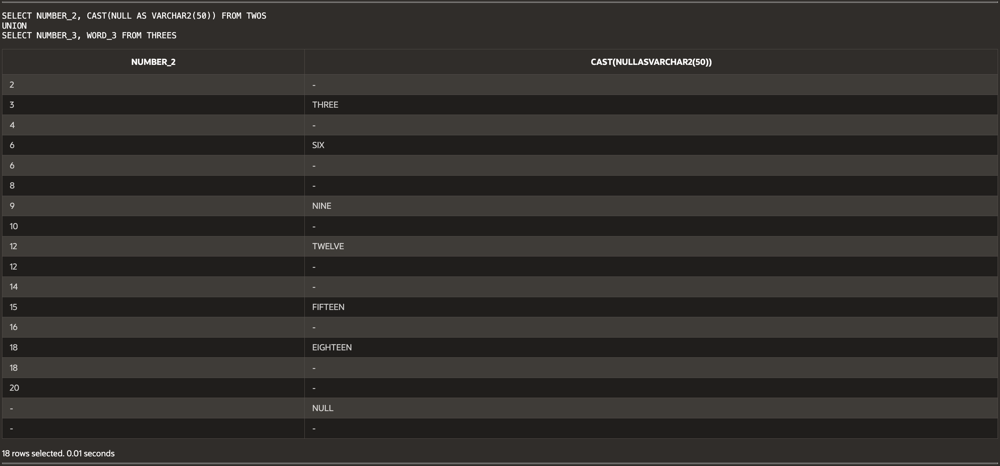 SELECT NUMBER_2, CAST(NULL AS VARCHAR2(50)) FROM TWOS
UNION
SELECT NUMBER_3, WORD_3 FROM THREES
NUMBER_2 CAST(NULLASVARCHAR2(50))
2 -
3 THREE
4 -
6 SIX
6 -
8 -
9 NINE
10 -
12 TWELVE
12 -
14 -
15 FIFTEEN
16 -
18 EIGHTEEN
18 -
20 -
- NULL
- -
18 rows selected. 0.01 seconds